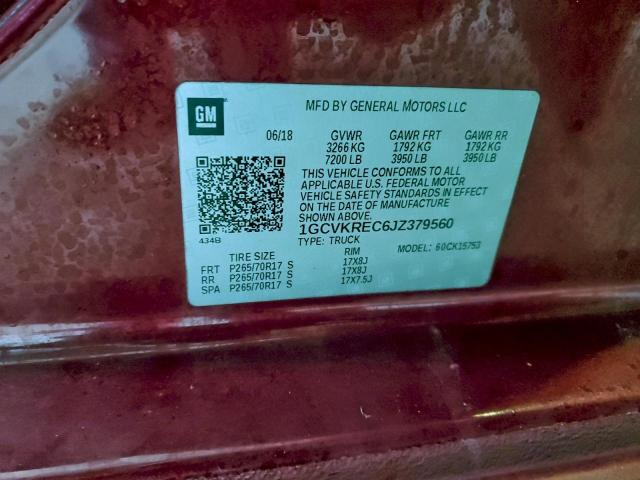 GM
MFD BY GENERAL MOTORS LLC
06/18 GVWR GAWR FRT GAWR RR
3266 KG 1792 KG 1792 KG
7200 LB 3950 LB 3950 LB
THIS VEHICLE CONFORMS TO ALL
APPLICABLE U.S. FEDERAL MOTOR
VEHICLE SAFETY STANDARDS IN EFFECT
ON THE DATE OF MANUFACTURE
SHOWN ABOVE.
1GCVKREC6JZ379560
434B TYPE: TRUCK MODEL: 60CK15753
TIRE SIZE RIM
FRT P265/70R17 S 17X8J
RR P265/70R17 S 17X8J
SPA P265/70R17 S 17X7.5J